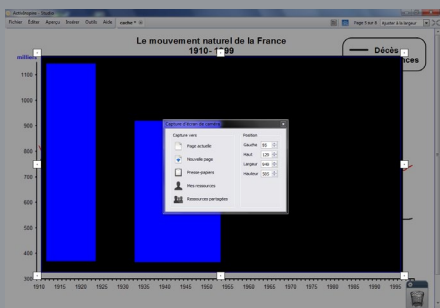 ActivInspire - Studio
Fichier Éditer Aperçu Insérer Outils Aide
Page 5 sur 6 Ajuster à la largeur
Le mouvement naturel de la France
1910- 1999
Décès
nces
milliers
1100
1000
900
800
700
600
500
400
300
1910 1915 1920 1925 1930 1935 1940 1945 1950 1955 1960 1965 1970 1975 1980 1985 1990 1995
Capture d'écran de caméra
Capture vers
Page actuelle
Nouvelle page
Presse-papiers
Mes ressources
Ressources partagées
Position
Gauche
Haut
Largeur
Hauteur